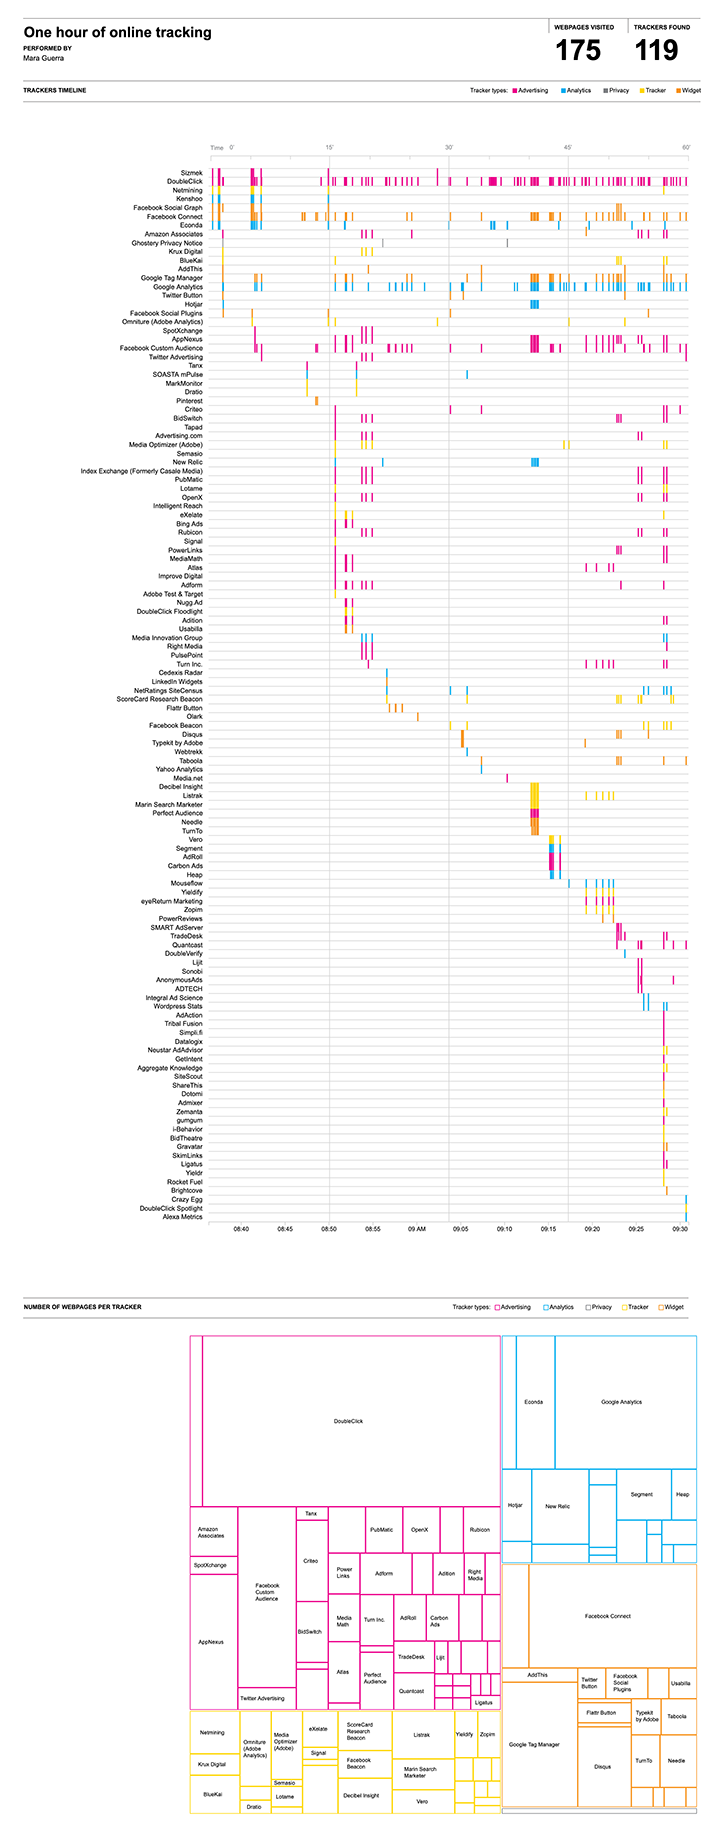 One hour of online tracking
PERFORMED BY
Mara Guerra
WEBPAGES VISITED
175
TRACKERS FOUND
119
TRACKERS TIMELINE
Tracker types: Advertising Analytics Privacy Tracker Widget
Time 0' 15' 30' 45' 60'
Sizmek
DoubleClick
Netmining
Kenshoo
Facebook Social Graph
Facebook Connect
Econda
Amazon Associates
Ghostery Privacy Notice
Krux Digital
BlueKai
AddThis
Google Tag Manager
Google Analytics
Twitter Button
Hotjar
Facebook Social Plugins
Omniture (Adobe Analytics)
SpotXchange
AppNexus
Facebook Custom Audience
Twitter Advertising
Tanx
SOASTA mPulse
MarkMonitor
Dratio
Pinterest
Criteo
BidSwitch
Tapad
Advertising.com
Media Optimizer (Adobe)
Semasio
New Relic
Index Exchange (Formerly Casale Media)
PubMatic
Lotame
OpenX
Intelligent Reach
eXelate
Bing Ads
Rubicon
Signal
PowerLinks
MediaMath
Atlas
Improve Digital
Adform
Adobe Test & Target
Nugg.Ad
DoubleClick Floodlight
Adition
Usabilla
Media Innovation Group
Right Media
PulsePoint
Turn Inc.
Cedexis Radar
LinkedIn Widgets
NetRatings SiteCensus
ScoreCard Research Beacon
Flattr Button
Olark
Facebook Beacon
Disqus
Typekit by Adobe
Webtrekk
Taboola
Yahoo Analytics
Media.net
Decibel Insight
Listrak
Marin Search Marketer
Perfect Audience
Needle
TurnTo
Vero
Segment
AdRoll
Carbon Ads
Heap
Mouseflow
Yieldify
eyeReturn Marketing
Zopim
PowerReviews
SMART AdServer
TradeDesk
Quantcast
DoubleVerify
Lijit
Sonobi
AnonymousAds
ADTECH
Integral Ad Science
Wordpress Stats
AdAction
Tribal Fusion
Simpli.fi
Datalogix
Neustar AdAdvisor
GetIntent
Aggregate Knowledge
SiteScout
ShareThis
Dotomi
Admixer
Zemanta
gumgum
i-Behavior
BidTheatre
Gravatar
SkimLinks
Ligatus
Yieldr
Rocket Fuel
Brightcove
Crazy Egg
DoubleClick Spotlight
Alexa Metrics
08:40 08:45 08:50 08:55 09 AM 09:05 09:10 09:15 09:20 09:25 09:30
NUMBER OF WEBPAGES PER TRACKER
Tracker types: Advertising Analytics Privacy Tracker Widget
DoubleClick
Amazon
Associates
SpotXchange
AppNexus
Facebook
Custom
Audience
Twitter Advertising
Tanx
Criteo
BidSwitch
PubMatic
OpenX
Rubicon
Power
Links
Adform
Adition
Right
Media
Media
Math
Turn Inc.
AdRoll
Carbon
Ads
Atlas
Perfect
Audience
TradeDesk
Lijit
Quantcast
Ligatus
Econda
Google Analytics
Hotjar
New Relic
Segment
Heap
Facebook Connect
AddThis
Google Tag Manager
Twitter
Button
Facebook
Social
Plugins
Usabilla
Flattr Button
Typekit
by Adobe
Taboola
Disqus
TurnTo
Needle
Netmining
Krux Digital
BlueKai
Omniture
(Adobe
Analytics)
Dratio
Media
Optimizer
(Adobe)
Semasio
Lotame
eXelate
Signal
ScoreCard
Research
Beacon
Facebook
Beacon
Decibel Insight
Listrak
Marin Search
Marketer
Vero
Yieldify
Zopim